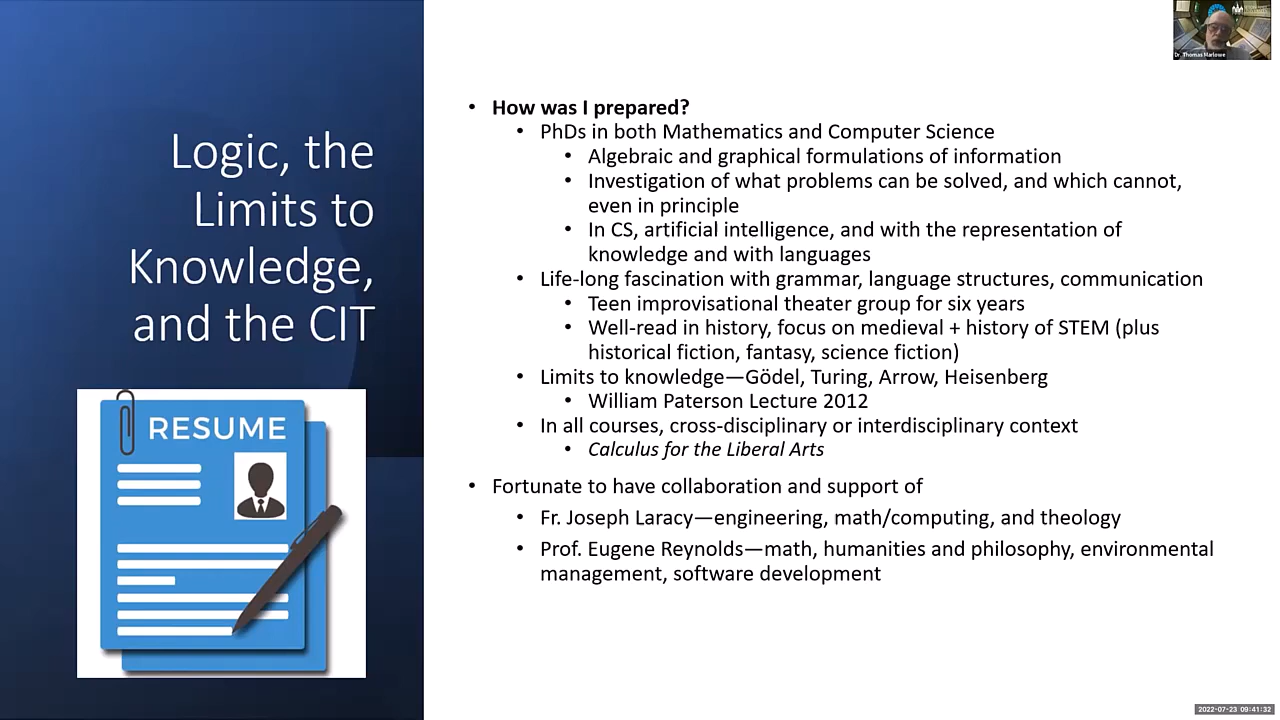 Logic, the
Limits to
Knowledge,
and the CIT
RESUME
• How was I prepared?
• PhDs in both Mathematics and Computer Science
• Algebraic and graphical formulations of information
• Investigation of what problems can be solved, and which cannot,
even in principle
• In CS, artificial intelligence, and with the representation of
knowledge and with languages
• Life-long fascination with grammar, language structures, communication
• Teen improvisational theater group for six years
• Well-read in history, focus on medieval + history of STEM (plus
historical fiction, fantasy, science fiction)
• Limits to knowledge—Gödel, Turing, Arrow, Heisenberg
• William Paterson Lecture 2012
• In all courses, cross-disciplinary or interdisciplinary context
• Calculus for the Liberal Arts
• Fortunate to have collaboration and support of
• Fr. Joseph Laracy—engineering, math/computing, and theology
• Prof. Eugene Reynolds—math, humanities and philosophy, environmental
management, software development
Dr. Thomas Marlowe
2022-07-23 09:41:32